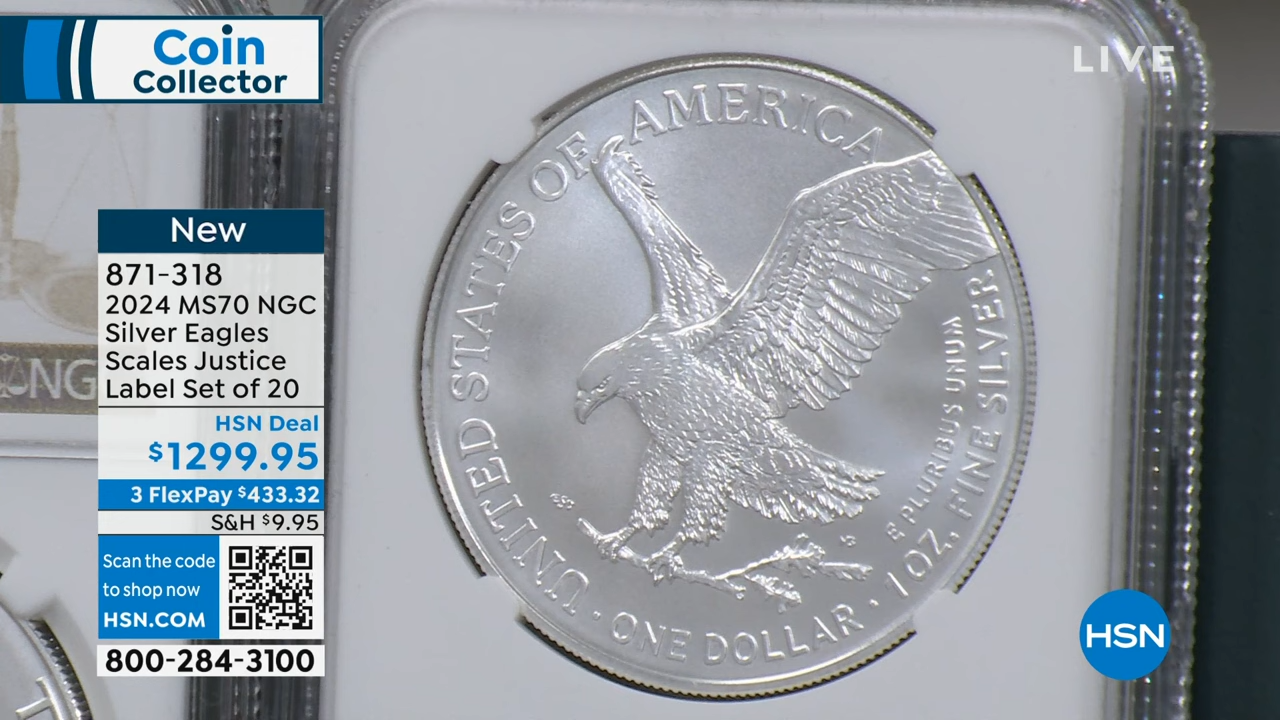 Coin
Collector
LIVE
New
871-318
2024 MS70 NGC
Silver Eagles
Scales Justice
Label Set of 20
HSN Deal
$1299.95
3 FlexPay $433.32
S&H $9.95
Scan the code
to shop now
HSN.COM
800-284-3100
UNITED STATES OF AMERICA
E PLURIBUS UNUM
1 OZ. FINE SILVER
· ONE DOLLAR ·
NG
HSN